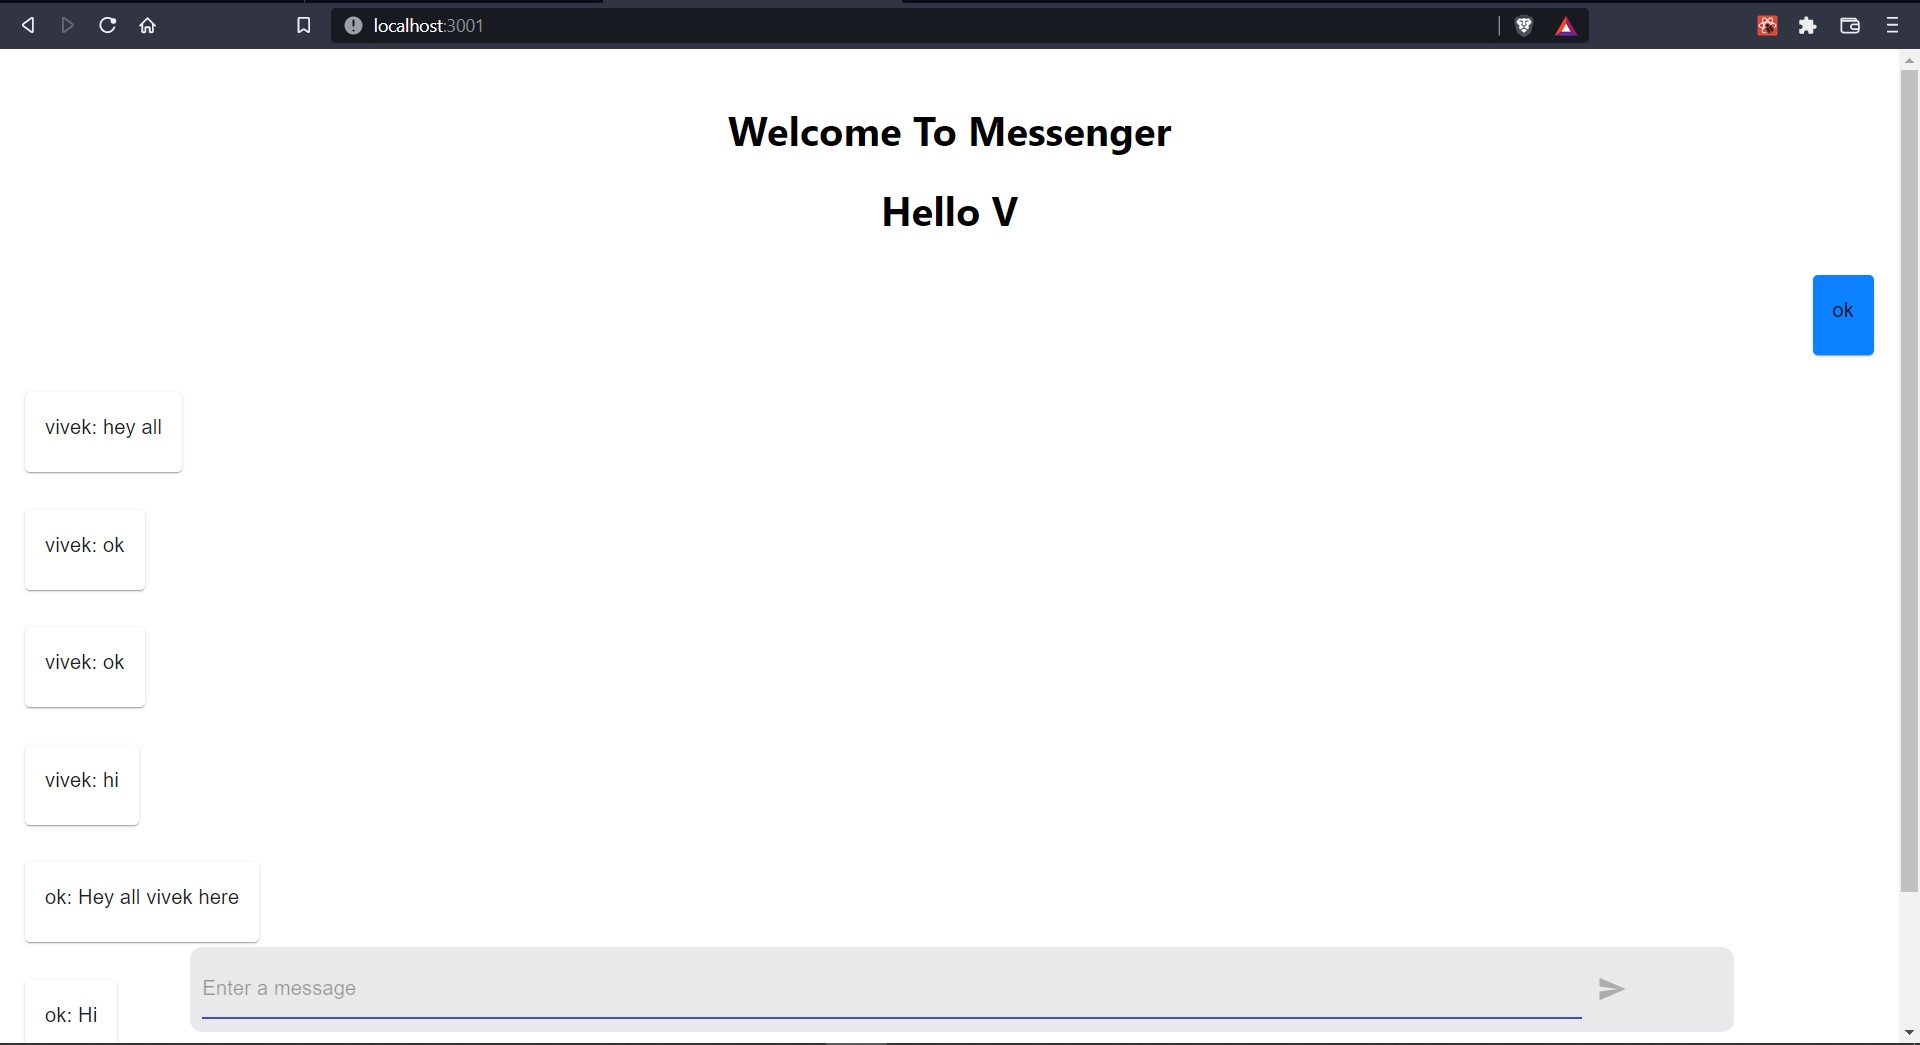 localhost:3001
Welcome To Messenger
Hello V
ok
vivek: hey all
vivek: ok
vivek: ok
vivek: hi
ok: Hey all vivek here
Enter a message
ok: Hi